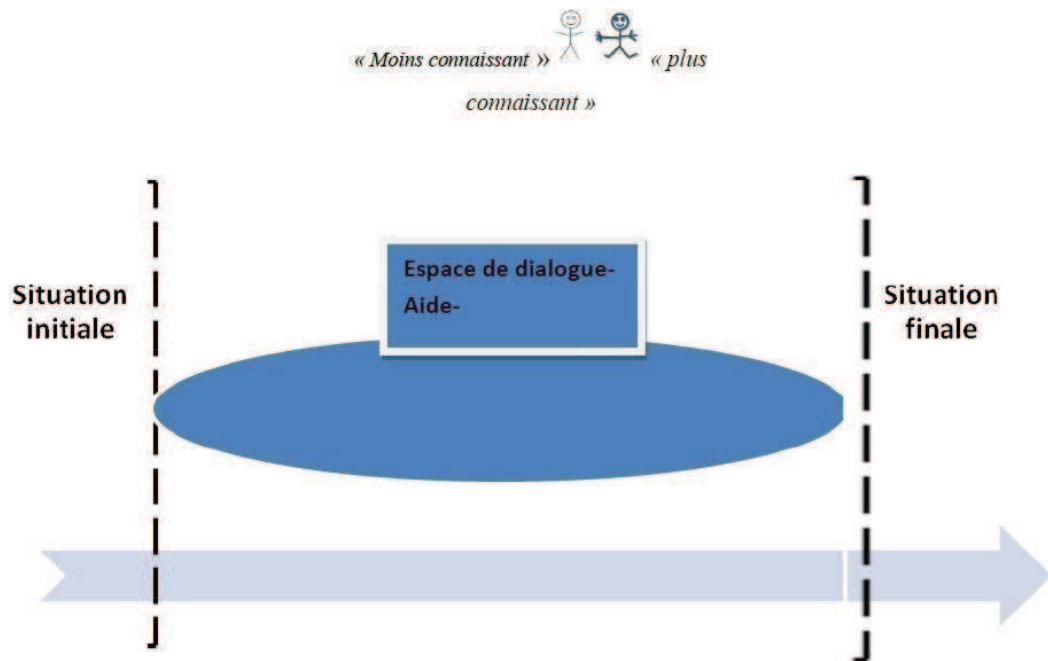 « Moins connaissant » « plus
connaissant »
Espace de dialogue-
Aide-
Situation
initiale
Situation
finale